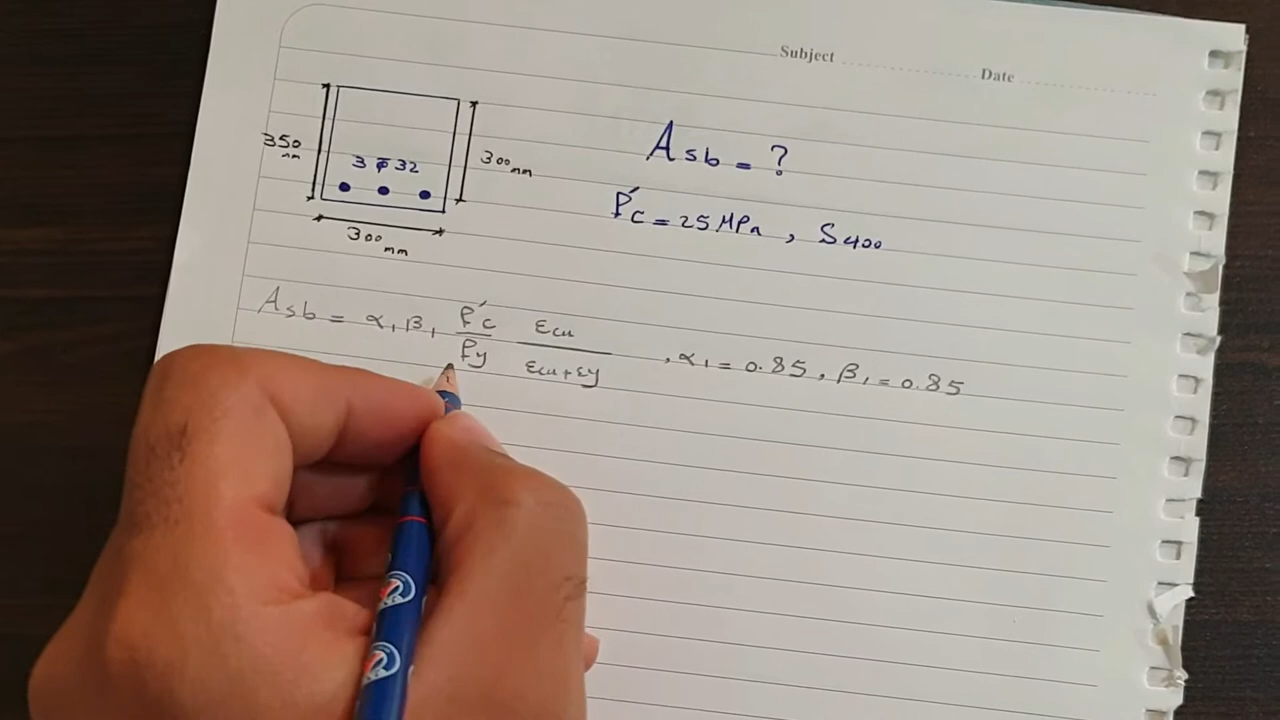 Subject
Date
350 mm
3 Φ 32
300 mm
300 mm
Asb = ?
f́c = 25 MPa , S400
Asb = α₁ β₁ f́c/fy εcu/εcu+εy , α₁ = 0.85 , β₁ = 0.85